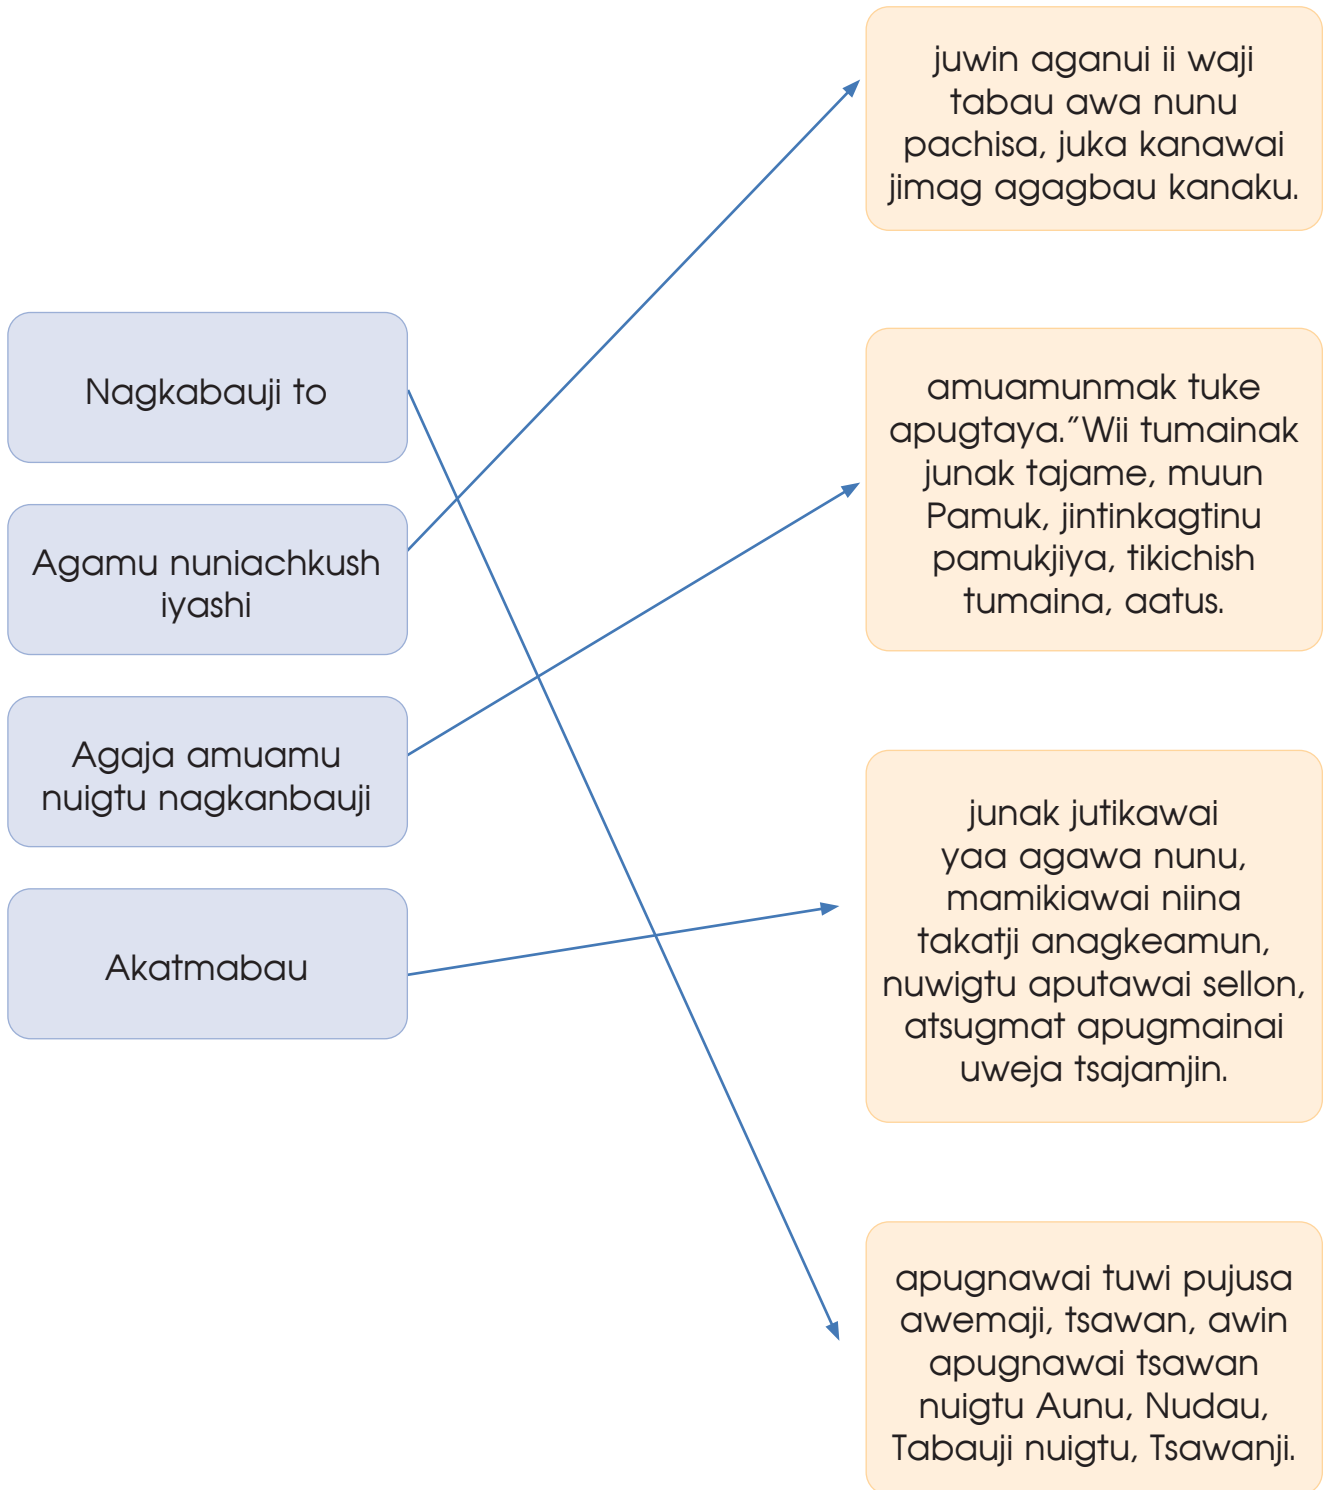 Nagkabauji to
Agamu nuniachkush
iyashi
Agaja amuamu
nuigtu nagkanbauji
Akatmabau
juwin aganui ii waji
tabau awa nunu
pachisa, juka kanawai
jimag agagbau kanaku.
amuamunmak tuke
apugtaya.”Wii tumainak
junak tajame, muun
Pamuk, jintinkagtinu
pamukjiya, tikichish
tumaina, aatus.
junak jutikawai
yaa agawa nunu,
mamikiawai niina
takatji anagkeamun,
nuwigtu aputawai sellon,
atsugmat apugmainai
uweja tsajamjin.
apugnawai tuwi pujusa
awemaji, tsawan, awin
apugnawai tsawan
nuigtu Aunu, Nudau,
Tabauji nuigtu, Tsawanji.